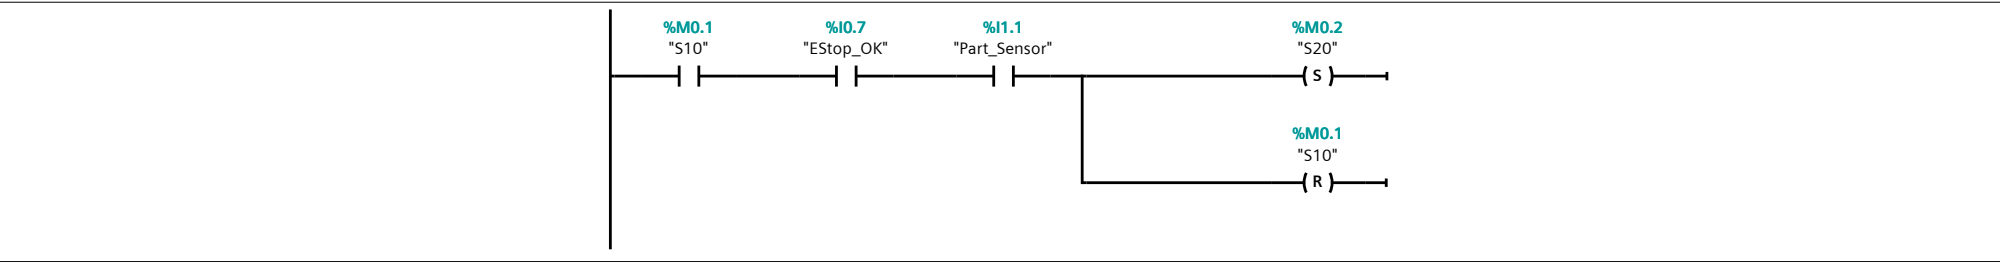 %M0.1 %I0.7 %I1.1 %M0.2
"S10" "EStop_OK" "Part_Sensor" "S20"
S
%M0.1
"S10"
R